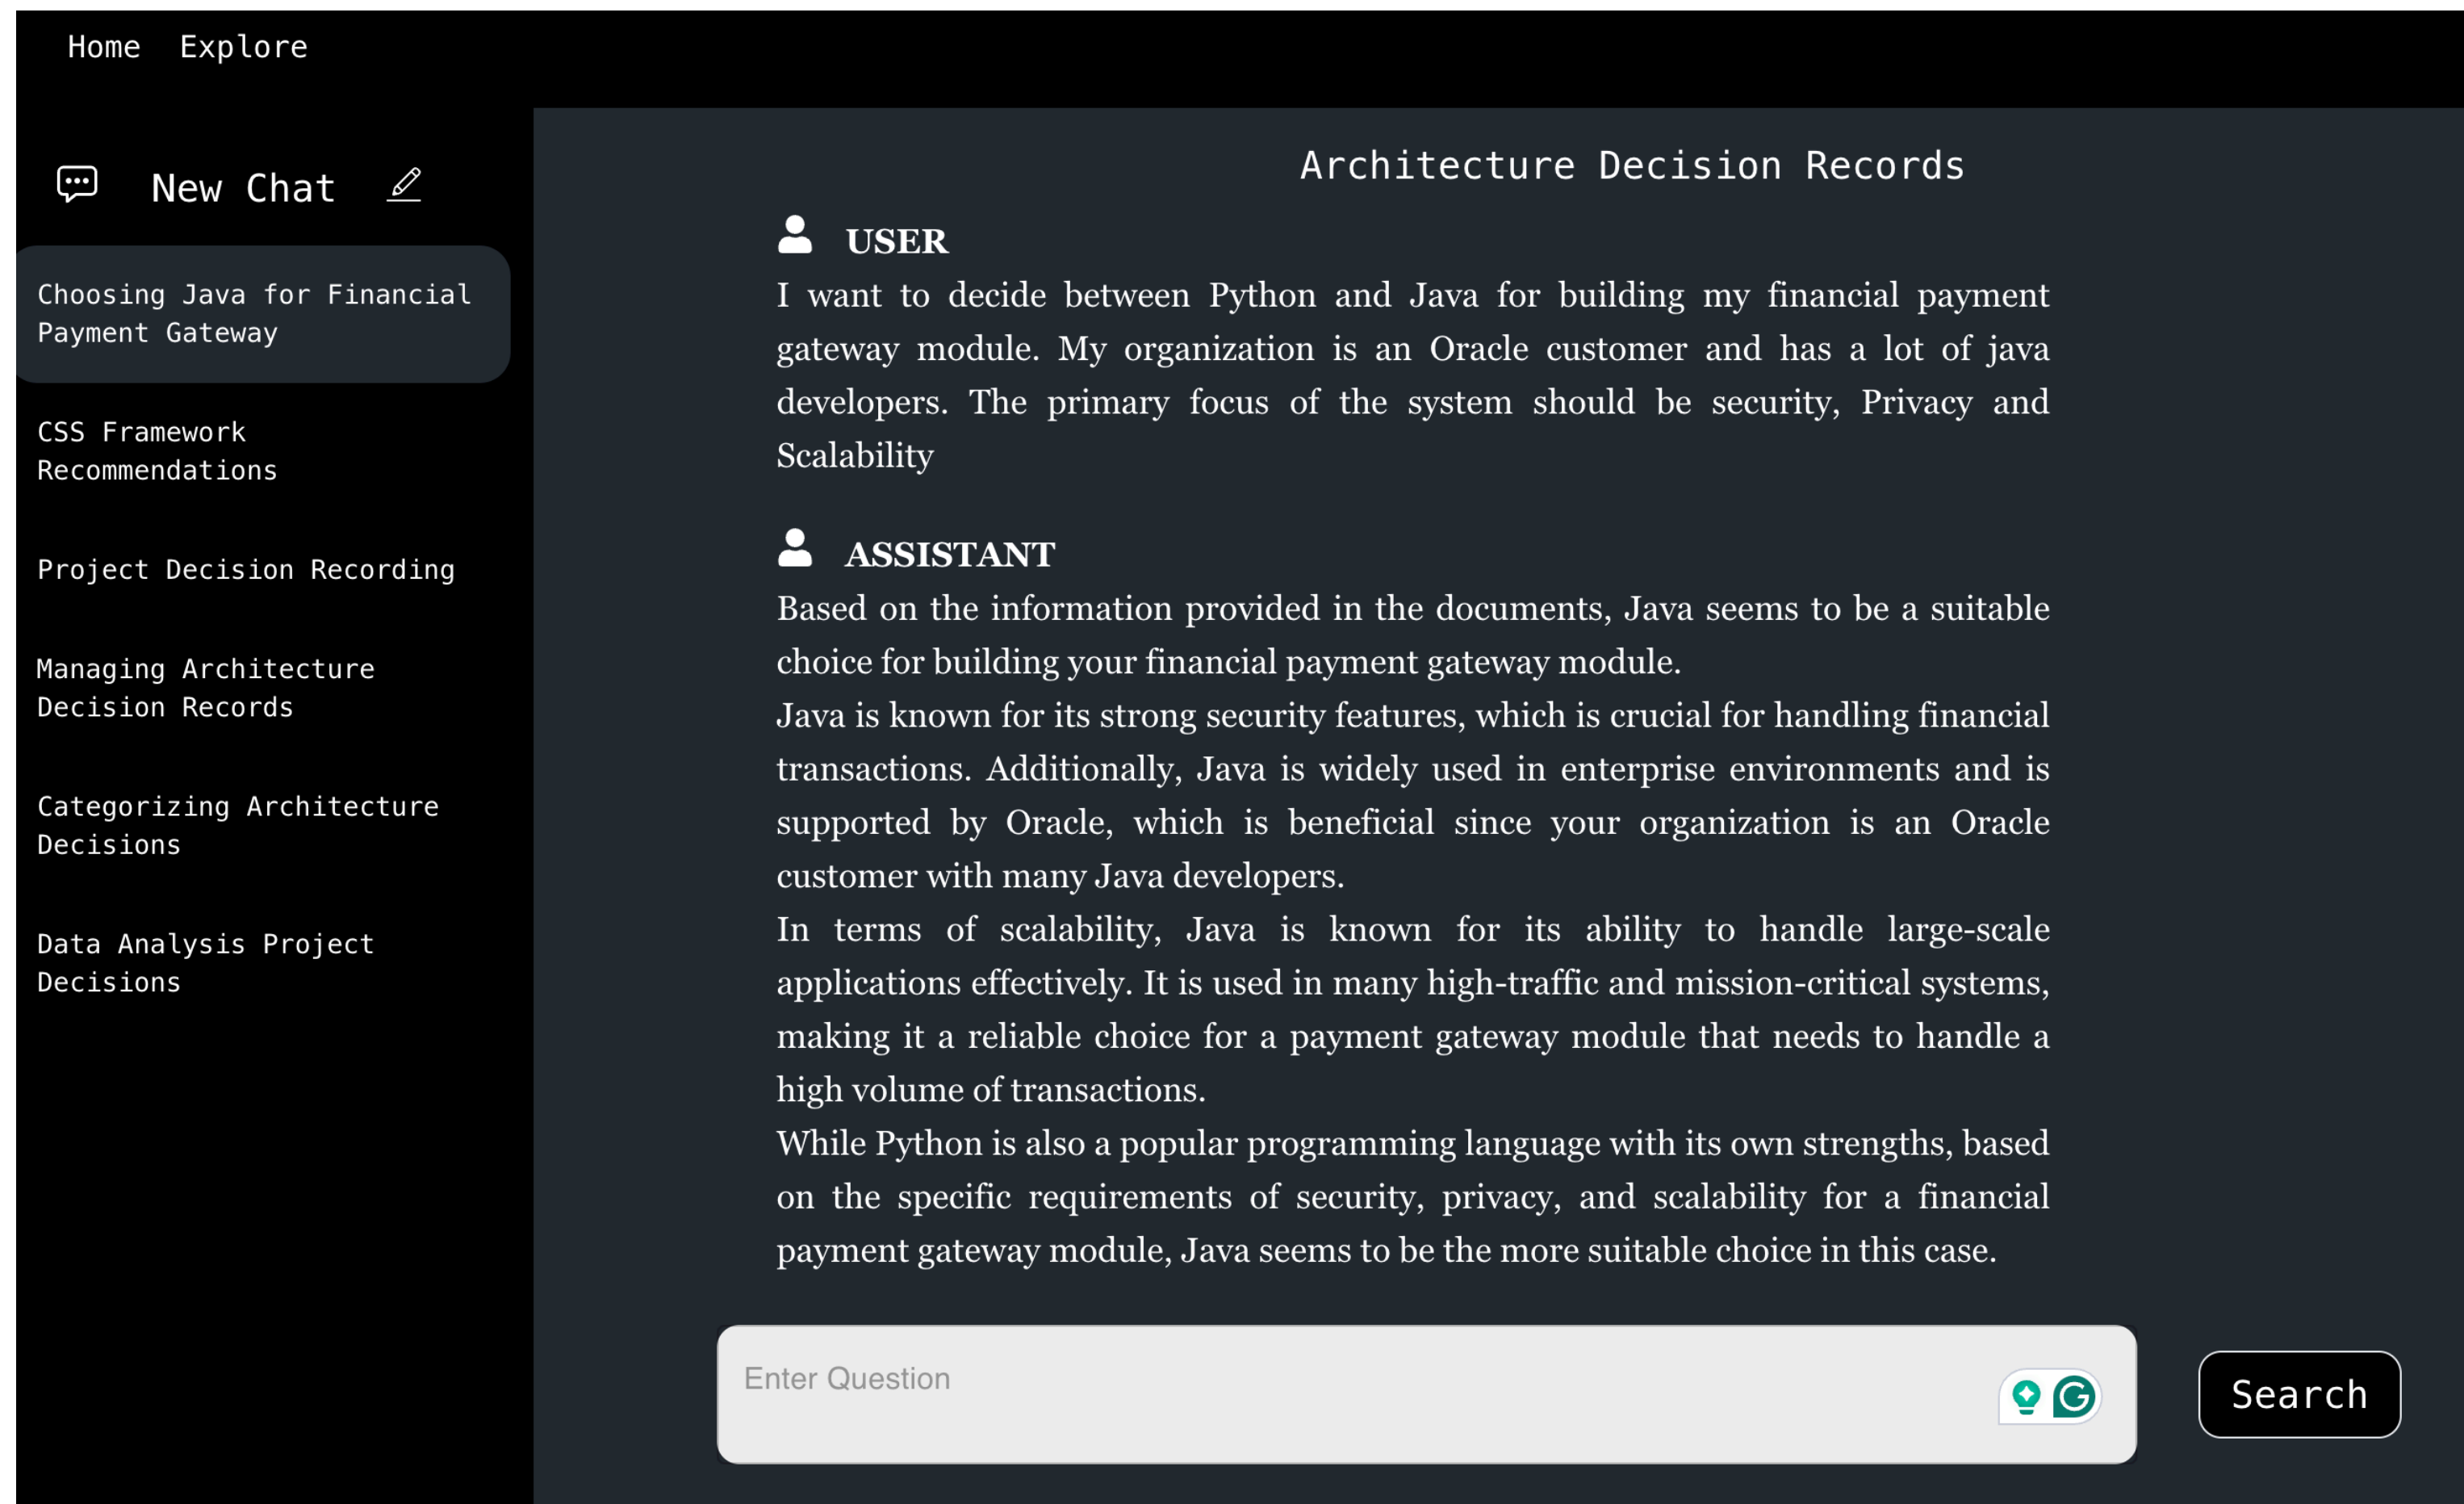 Home Explore
New Chat
Choosing Java for Financial
Payment Gateway
CSS Framework
Recommendations
Project Decision Recording
Managing Architecture
Decision Records
Categorizing Architecture
Decisions
Data Analysis Project
Decisions
Architecture Decision Records
USER
I want to decide between Python and Java for building my financial payment
gateway module. My organization is an Oracle customer and has a lot of java
developers. The primary focus of the system should be security, Privacy and
Scalability
ASSISTANT
Based on the information provided in the documents, Java seems to be a suitable
choice for building your financial payment gateway module.
Java is known for its strong security features, which is crucial for handling financial
transactions. Additionally, Java is widely used in enterprise environments and is
supported by Oracle, which is beneficial since your organization is an Oracle
customer with many Java developers.
In terms of scalability, Java is known for its ability to handle large-scale
applications effectively. It is used in many high-traffic and mission-critical systems,
making it a reliable choice for a payment gateway module that needs to handle a
high volume of transactions.
While Python is also a popular programming language with its own strengths, based
on the specific requirements of security, privacy, and scalability for a financial
payment gateway module, Java seems to be the more suitable choice in this case.
Enter Question
Search